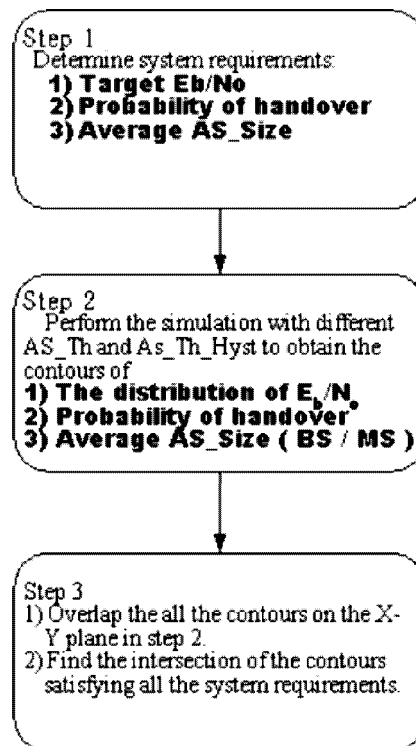 Step 1
Determine system requirements:
1) Target Eb/No
2) Probability of handover
3) Average AS_Size
Step 2
Perform the simulation with different
AS_Th and As_Th_Hyst to obtain the
contours of
1) The distribution of Eb/No
2) Probability of handover
3) Average AS_Size ( BS / MS )
Step 3
1) Overlap the all the contours on the X-
Y plane in step 2.
2) Find the intersection of the contours
satisfying all the system requirements.